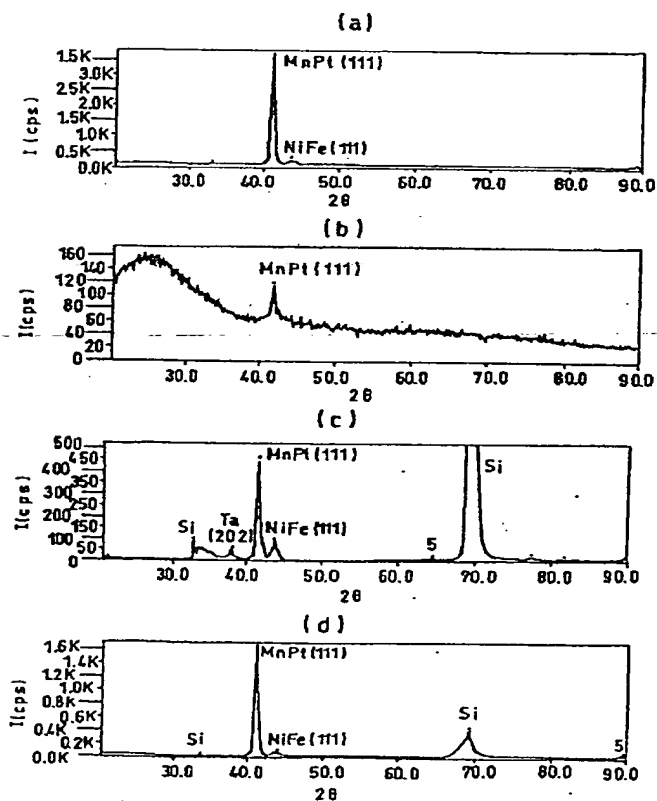 (a)
1.5K
3.0K
2.5K
2.0K
1.0K
0.5K
0.0K
I (cps)
MnPt (111)
NiFe (111)
30.0 40.0 50.0 60.0 70.0 80.0 90.0
2θ
(b)
160
140
120
100
80
60
40
20
0
I(cps)
MnPt (111)
30.0 40.0 50.0 60.0 70.0 80.0 90.0
2θ
(c)
500
450
400
350
300
250
200
150
100
50
0
I(cps)
Si
Ta
(202)
MnPt (111)
NiFe (111)
5
Si
30.0 40.0 50.0 60.0 70.0 80.0 90.0
2θ
(d)
1.6K
1.4K
1.2K
1.0K
0.8K
0.6K
0.4K
0.2K
0.0K
I(cps)
Si
MnPt (111)
NiFe (111)
Si
5
30.0 40.0 50.0 60.0 70.0 80.0 90.0
2θ